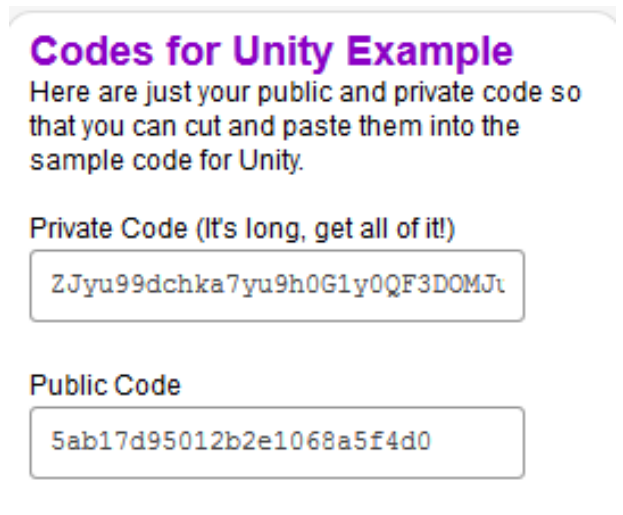 Codes for Unity Example
Here are just your public and private code so
that you can cut and paste them into the
sample code for Unity.
Private Code (It's long, get all of it!)
ZJyu99dchka7yu9h0G1y0QF3DOMJu
Public Code
5ab17d95012b2e1068a5f4d0